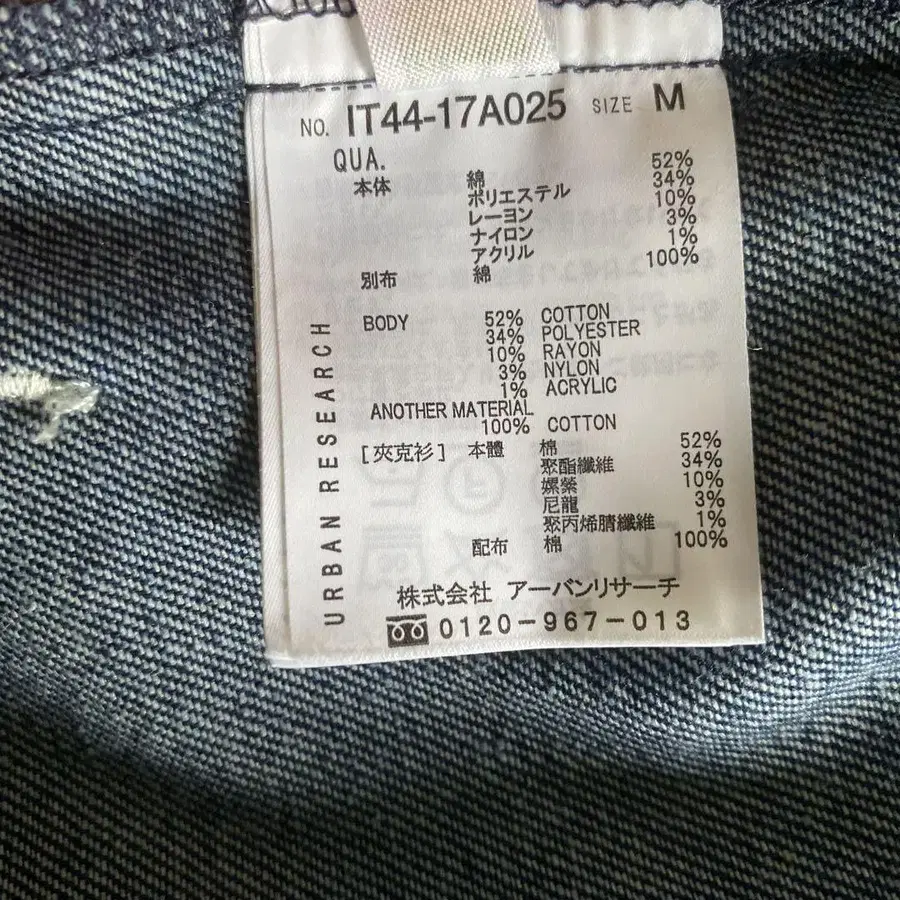 NO. IT44-17A025 SIZE M
QUA.
本体 綿 52%
ポリエステル 34%
レーヨン 10%
ナイロン 3%
アクリル 1%
別布 綿 100%
BODY 52% COTTON
34% POLYESTER
10% RAYON
3% NYLON
1% ACRYLIC
ANOTHER MATERIAL
100% COTTON
[夾克衫] 本體 棉 52%
聚酯纖維 34%
嫘縈 10%
尼龍 3%
聚丙烯腈纖維 1%
配布 棉 100%
株式会社 アーバンリサーチ
0120-967-013
URBAN RESEARCH